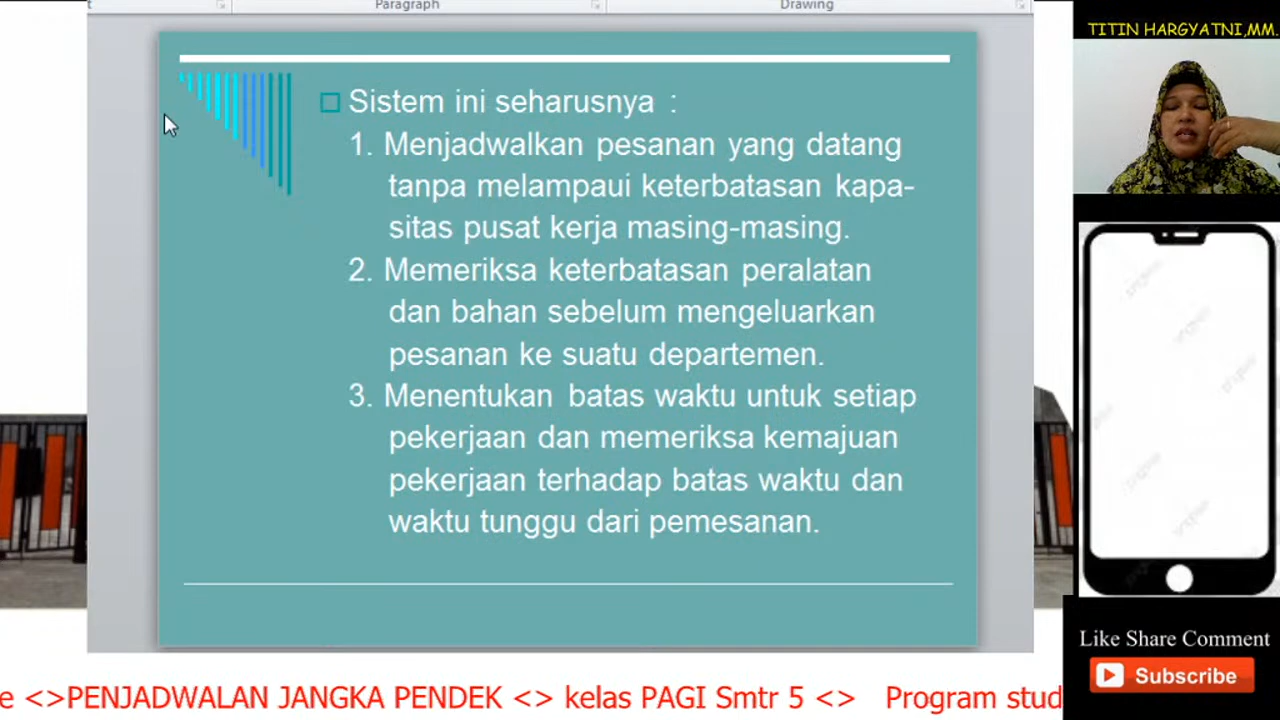 Paragraph
Drawing
TITIN HARGYATNI,MM.
Sistem ini seharusnya :
1. Menjadwalkan pesanan yang datang
tanpa melampaui keterbatasan kapa-
sitas pusat kerja masing-masing.
2. Memeriksa keterbatasan peralatan
dan bahan sebelum mengeluarkan
pesanan ke suatu departemen.
3. Menentukan batas waktu untuk setiap
pekerjaan dan memeriksa kemajuan
pekerjaan terhadap batas waktu dan
waktu tunggu dari pemesanan.
Like Share Comment
Subscribe
e <>PENJADWALAN JANGKA PENDEK <> kelas PAGI Smtr 5 <> Program stud